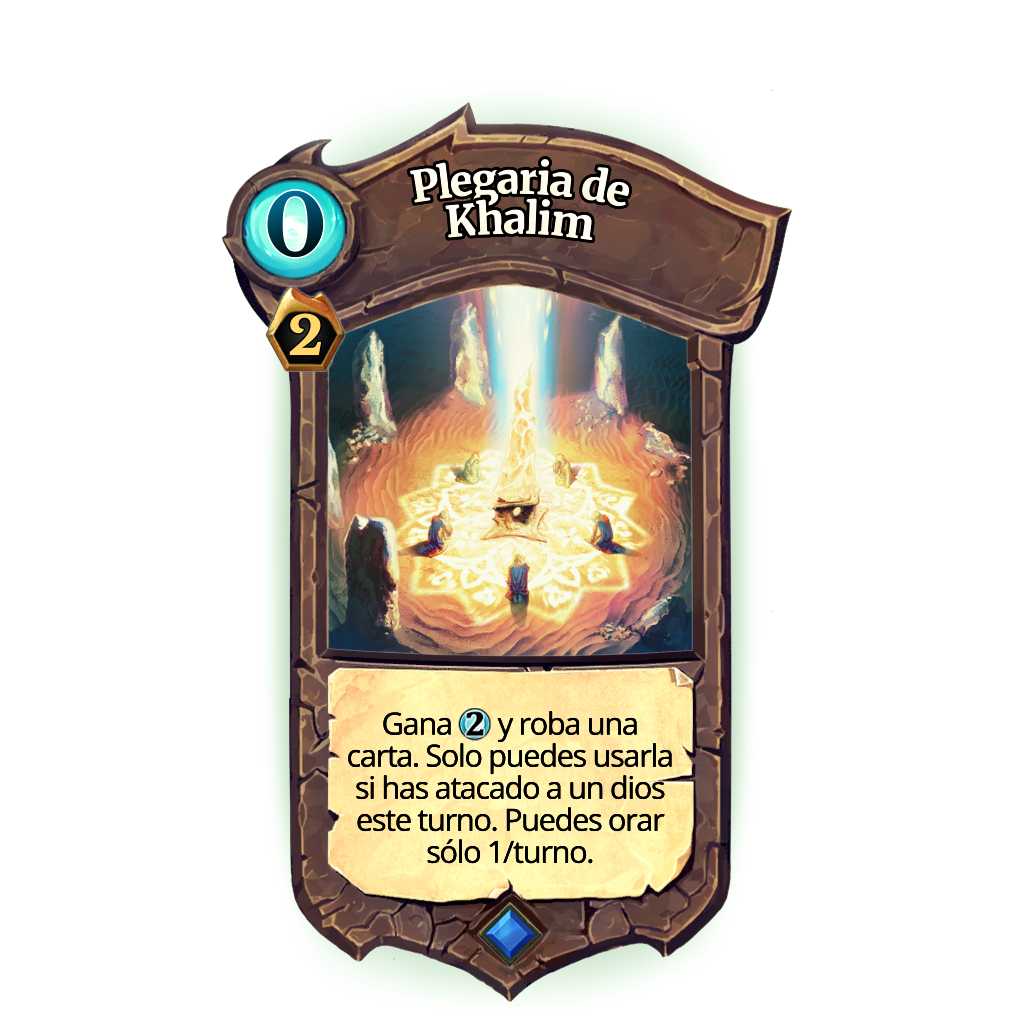 0
Plegaria de
Khalim
2
Gana 2 y roba una
carta. Solo puedes usarla
si has atacado a un dios
este turno. Puedes orar
sólo 1/turno.